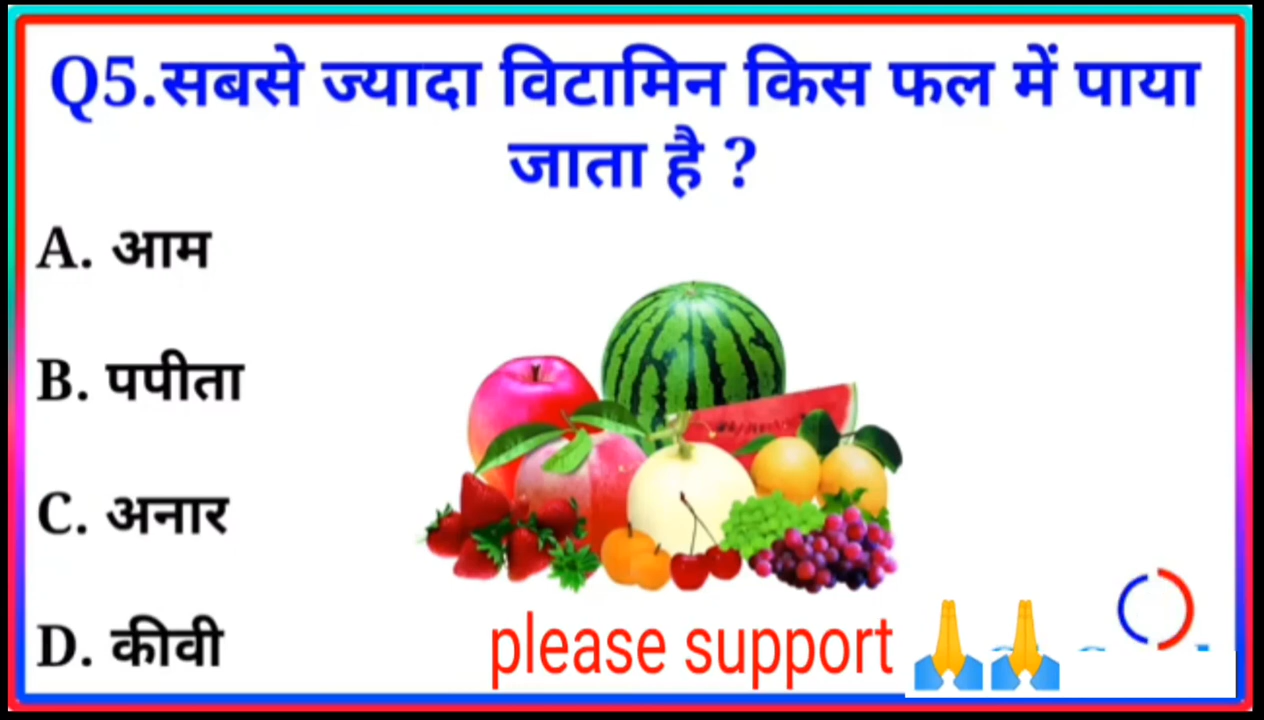 Q5.सबसे ज्यादा विटामिन किस फल में पाया
जाता है ?
A. आम
B. पपीता
C. अनार
D. कीवी
please support 🙏🙏